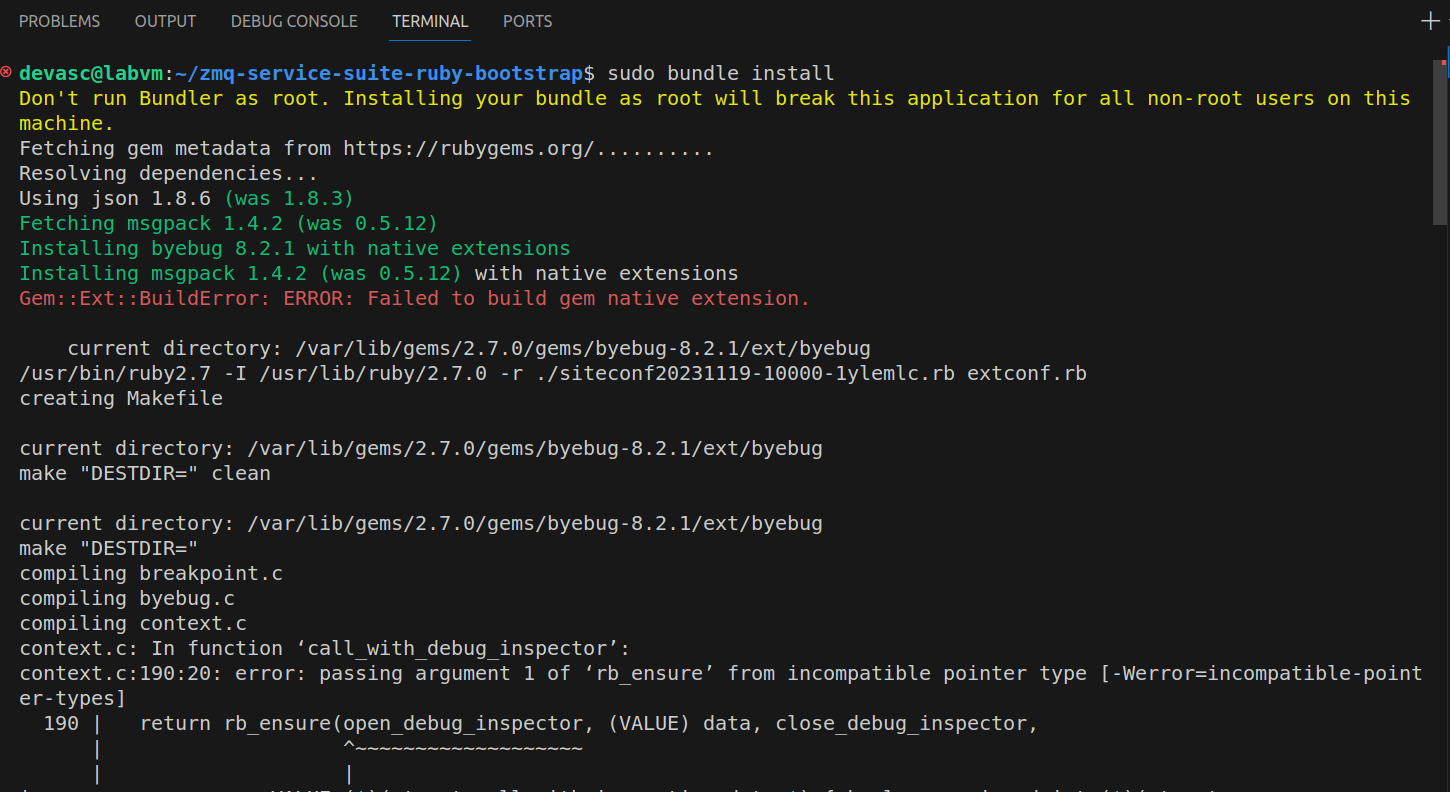 PROBLEMS OUTPUT DEBUG CONSOLE TERMINAL PORTS
devasc@labvm:~/zmq-service-suite-ruby-bootstrap$ sudo bundle install
Don't run Bundler as root. Installing your bundle as root will break this application for all non-root users on this
machine.
Fetching gem metadata from https://rubygems.org/..........
Resolving dependencies...
Using json 1.8.6 (was 1.8.3)
Fetching msgpack 1.4.2 (was 0.5.12)
Installing byebug 8.2.1 with native extensions
Installing msgpack 1.4.2 (was 0.5.12) with native extensions
Gem::Ext::BuildError: ERROR: Failed to build gem native extension.
current directory: /var/lib/gems/2.7.0/gems/byebug-8.2.1/ext/byebug
/usr/bin/ruby2.7 -I /usr/lib/ruby/2.7.0 -r ./siteconf20231119-10000-1ylemlc.rb extconf.rb
creating Makefile
current directory: /var/lib/gems/2.7.0/gems/byebug-8.2.1/ext/byebug
make "DESTDIR=" clean
current directory: /var/lib/gems/2.7.0/gems/byebug-8.2.1/ext/byebug
make "DESTDIR="
compiling breakpoint.c
compiling byebug.c
compiling context.c
context.c: In function ‘call_with_debug_inspector’:
context.c:190:20: error: passing argument 1 of ‘rb_ensure’ from incompatible pointer type [-Werror=incompatible-point
er-types]
190 | return rb_ensure(open_debug_inspector, (VALUE) data, close_debug_inspector,
| ^~~~~~~~~~~~~~~~~~~~
| |